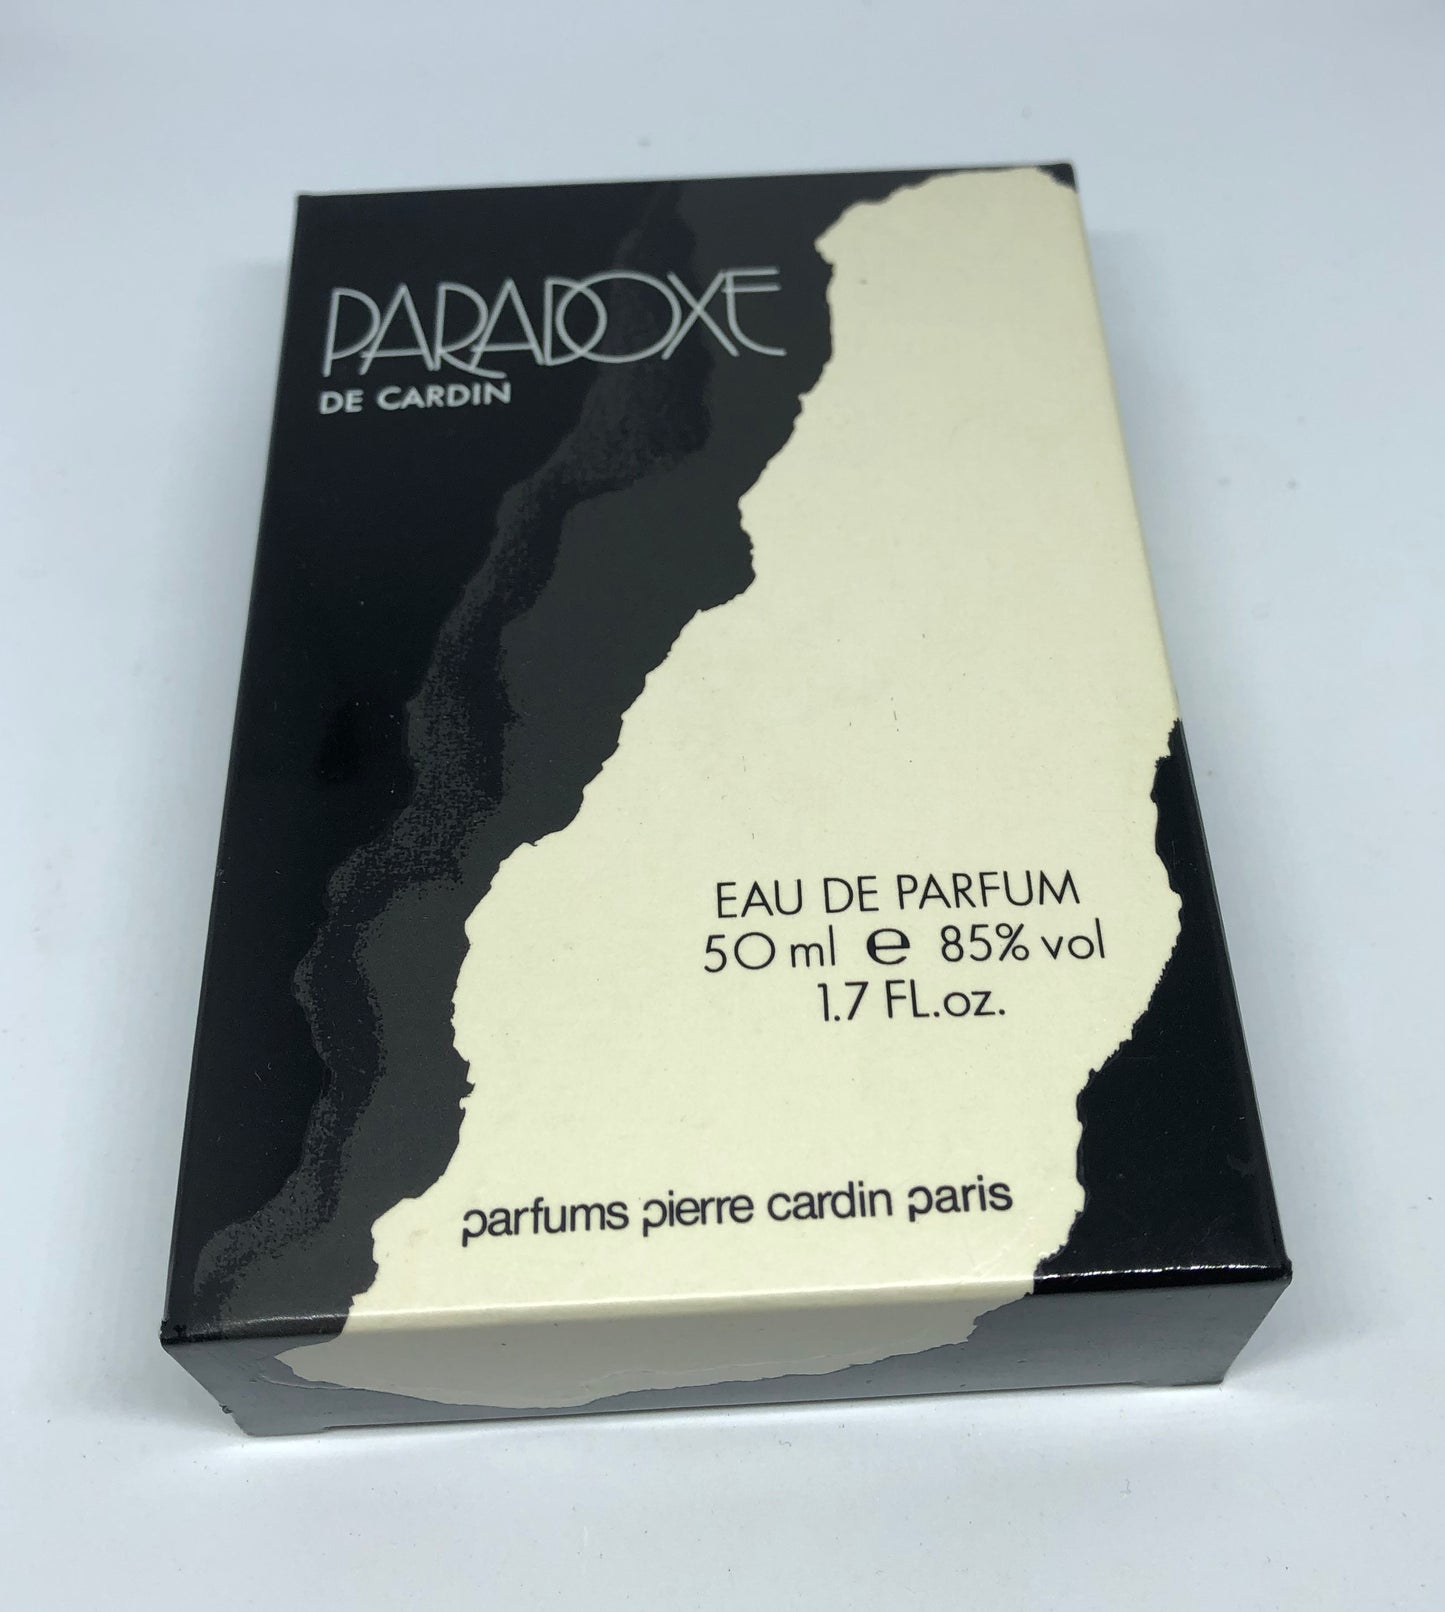 PARADOXE
DE CARDIN
EAU DE PARFUM
50 ml e 85% vol
1.7 FL.oz.
parfums pierre cardin paris